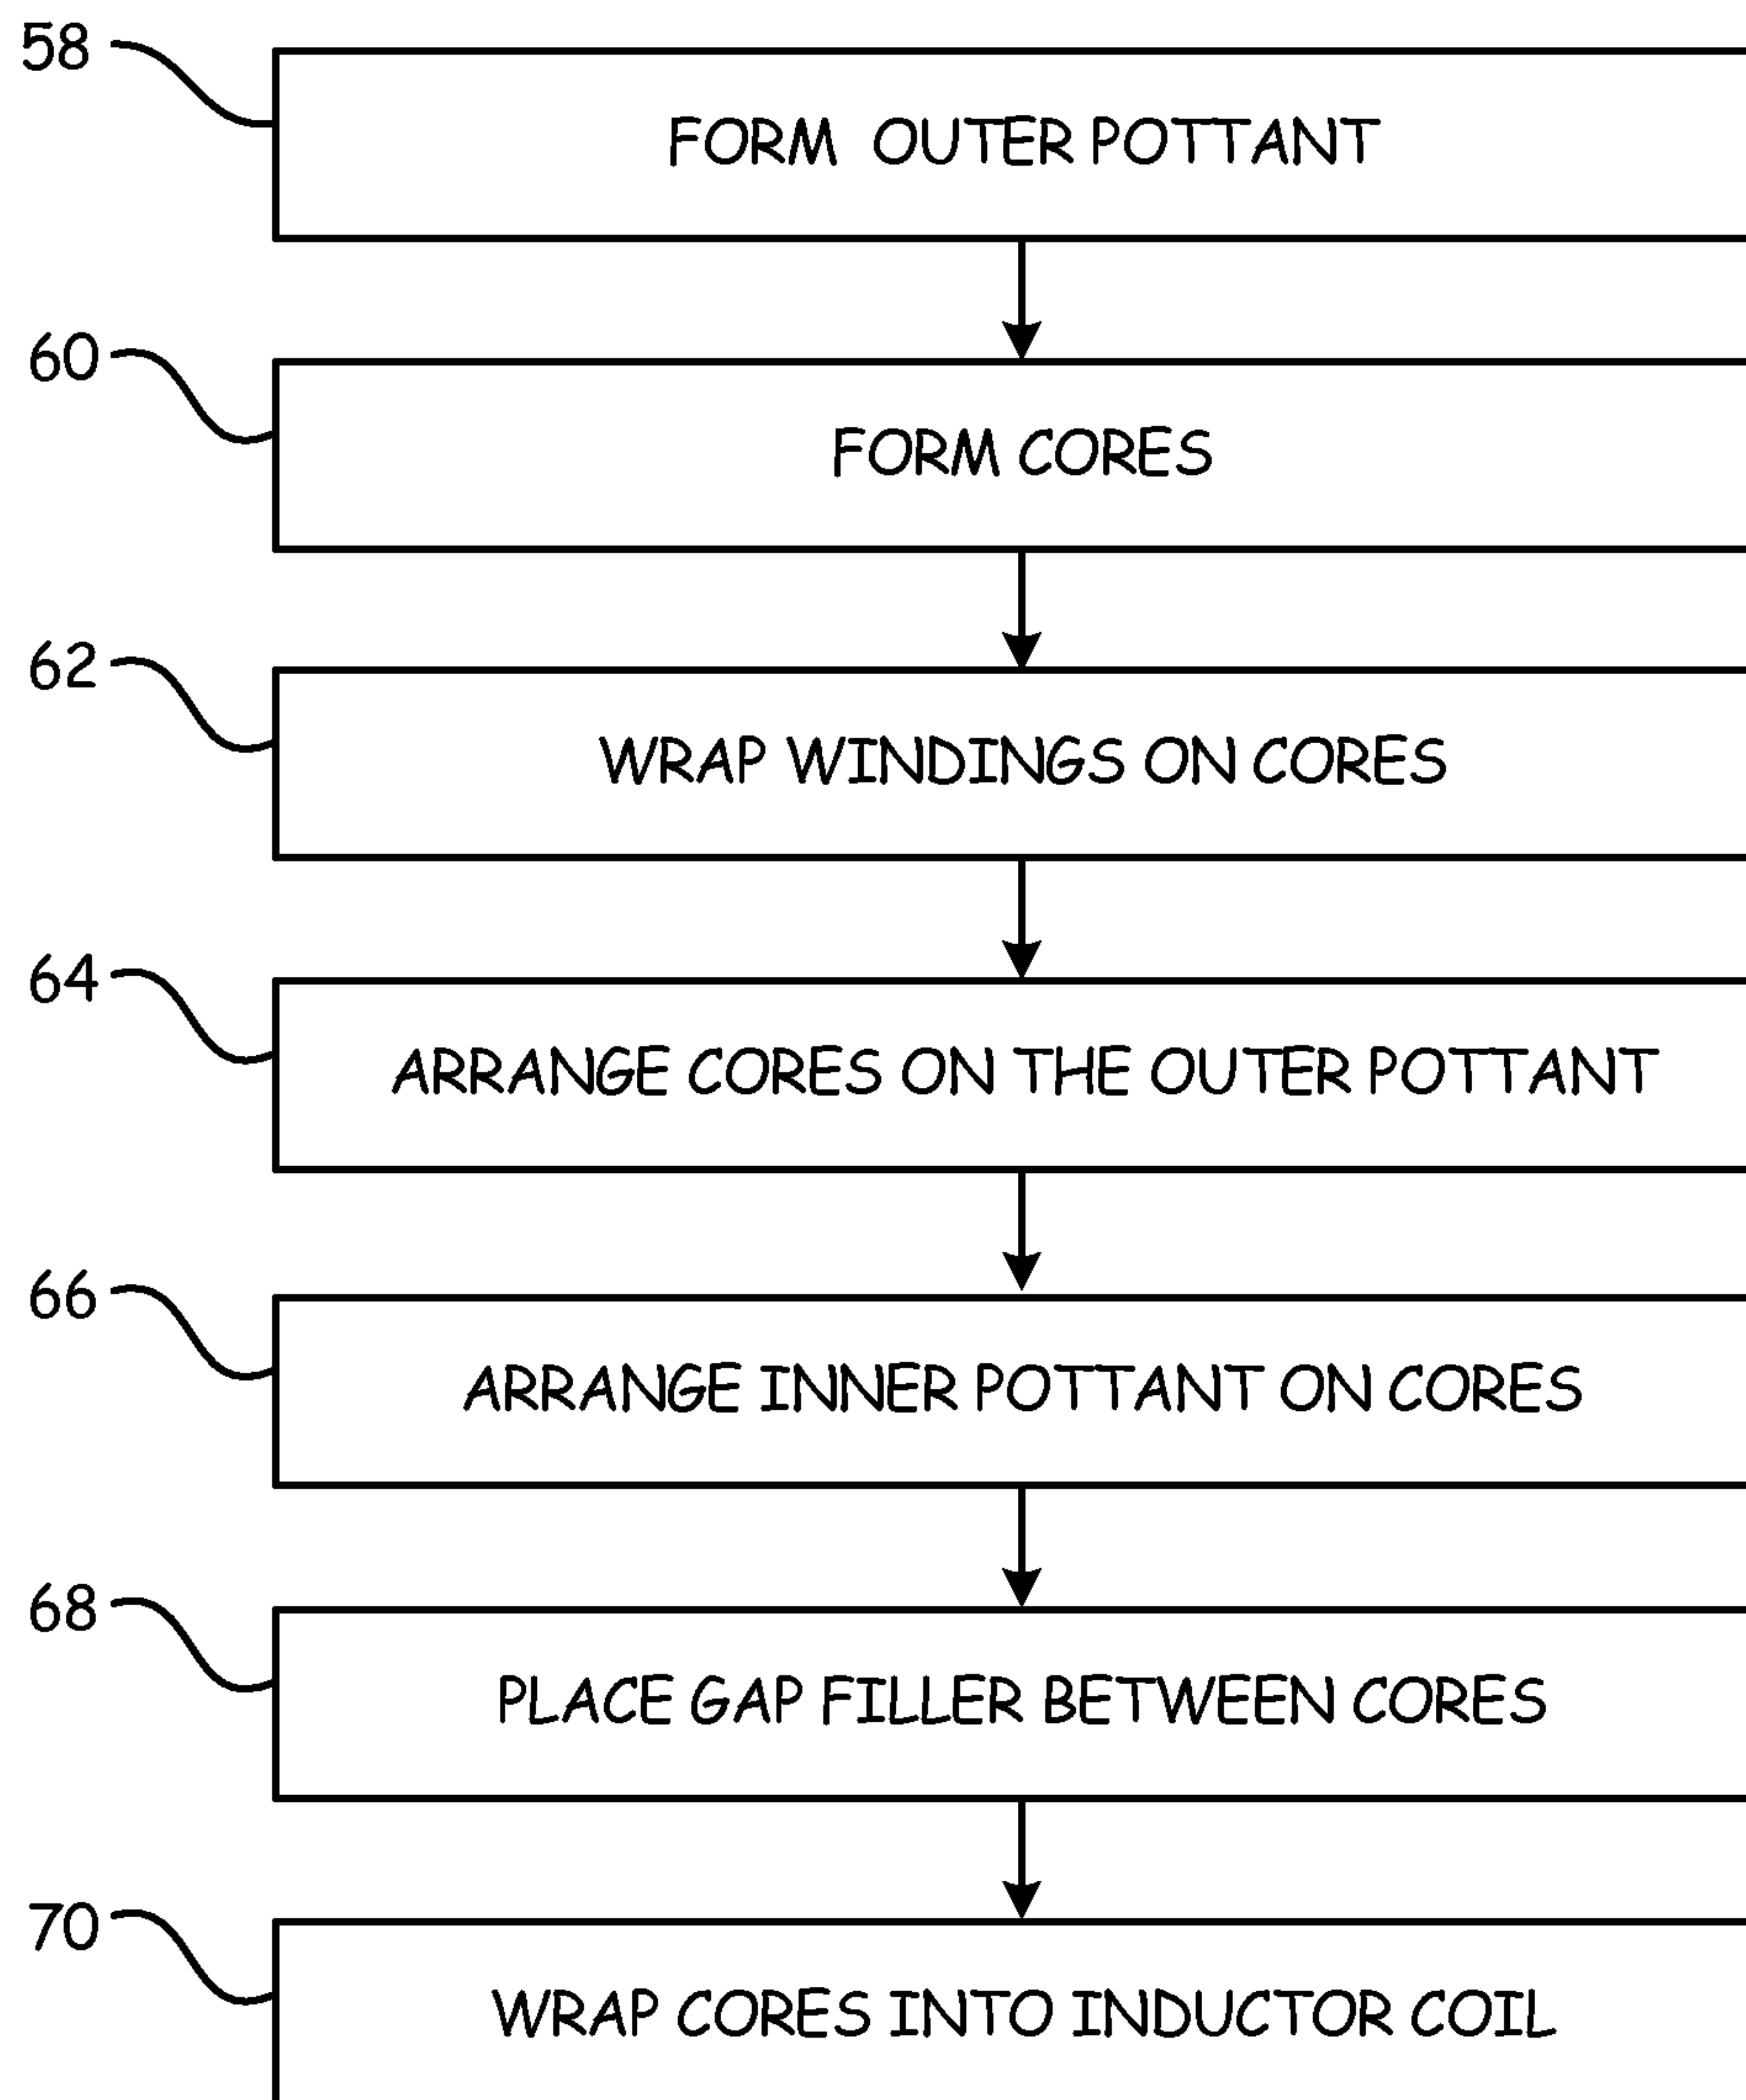 58
FORM OUTER POTTANT
60
FORM CORES
62
WRAP WINDINGS ON CORES
64
ARRANGE CORES ON THE OUTER POTTANT
66
ARRANGE INNER POTTANT ON CORES
68
PLACE GAP FILLER BETWEEN CORES
70
WRAP CORES INTO INDUCTOR COIL